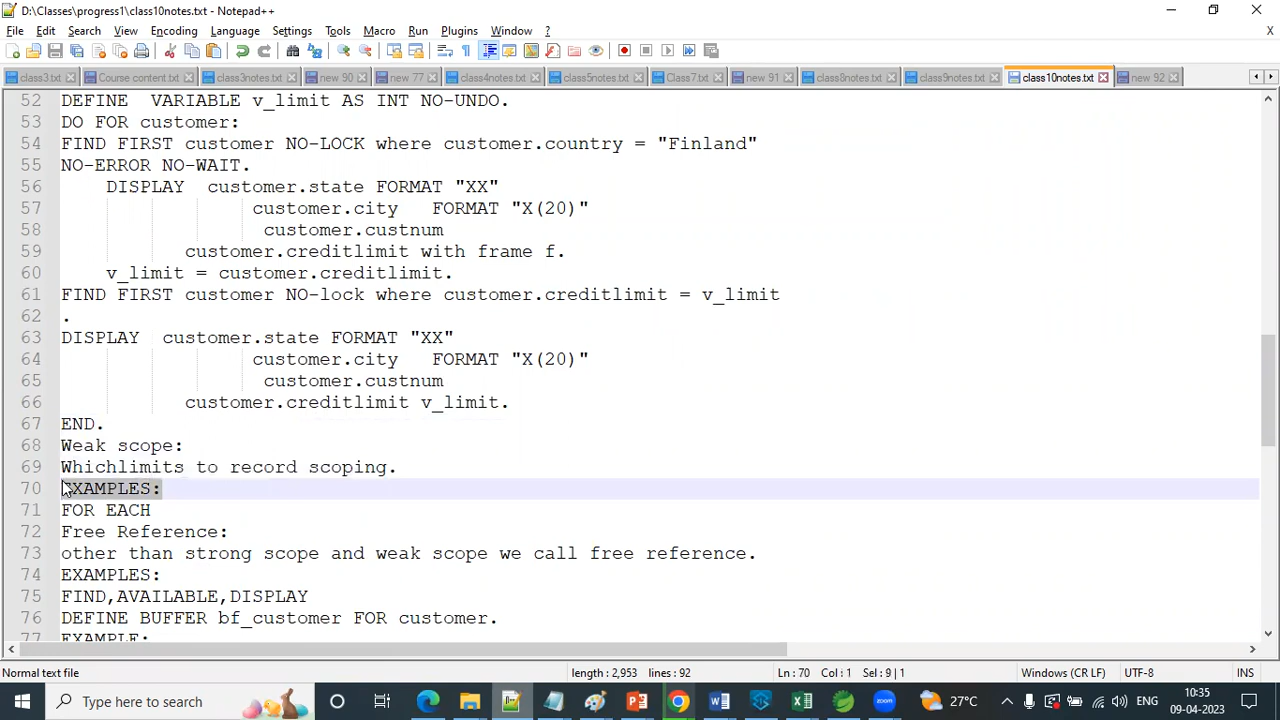 D:\Classes\progress1\class10notes.txt - Notepad++
File Edit Search View Encoding Language Settings Tools Macro Run Plugins Window ? X
class3.txt Course content.txt class3notes.txt new 90 new 77 class4notes.txt class5notes.txt Class7.txt new 91 class8notes.txt class9notes.txt class10notes.txt new 92
52 DEFINE  VARIABLE v_limit AS INT NO-UNDO.
53 DO FOR customer:
54 FIND FIRST customer NO-LOCK where customer.country = "Finland"
55 NO-ERROR NO-WAIT.
56 DISPLAY  customer.state FORMAT "XX"
57 customer.city   FORMAT "X(20)"
58 customer.custnum
59 customer.creditlimit with frame f.
60 v_limit = customer.creditlimit.
61 FIND FIRST customer NO-lock where customer.creditlimit = v_limit
62 .
63 DISPLAY  customer.state FORMAT "XX"
64 customer.city   FORMAT "X(20)"
65 customer.custnum
66 customer.creditlimit v_limit.
67 END.
68 Weak scope:
69 Whichlimits to record scoping.
70 EXAMPLES:
71 FOR EACH
72 Free Reference:
73 other than strong scope and weak scope we call free reference.
74 EXAMPLES:
75 FIND,AVAILABLE,DISPLAY
76 DEFINE BUFFER bf_customer FOR customer.
77 EXAMPLE:
Normal text file length : 2,953 lines : 92 Ln : 70 Col : 1 Sel : 9 | 1 Windows (CR LF) UTF-8 INS
Type here to search 27°C ENG 10:35
09-04-2023